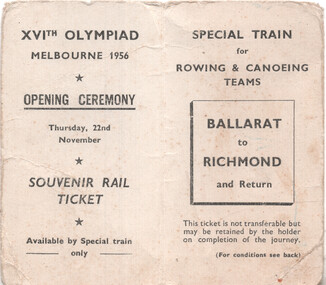 XVITH OLYMPIAD
MELBOURNE 1956
★
OPENING CEREMONY
Thursday, 22nd
November
★
SOUVENIR RAIL
TICKET
★
Available by Special train
— only —
SPECIAL TRAIN
for
ROWING & CANOEING
TEAMS
BALLARAT
to
RICHMOND
and Return
This ticket is not transferable but
may be retained by the holder
on completion of the journey.
(For conditions see back)